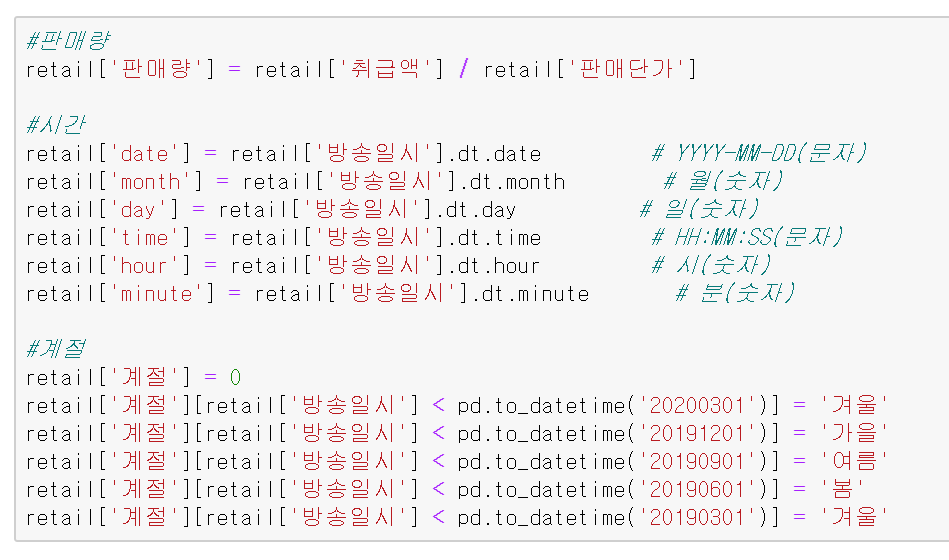 #판매량
retail['판매량'] = retail['취급액'] / retail['판매단가']
#시간
retail['date'] = retail['방송일시'].dt.date # YYYY-MM-DD(문자)
retail['month'] = retail['방송일시'].dt.month # 월(숫자)
retail['day'] = retail['방송일시'].dt.day # 일(숫자)
retail['time'] = retail['방송일시'].dt.time # HH:MM:SS(문자)
retail['hour'] = retail['방송일시'].dt.hour # 시(숫자)
retail['minute'] = retail['방송일시'].dt.minute # 분(숫자)
#계절
retail['계절'] = 0
retail['계절'][retail['방송일시'] < pd.to_datetime('20200301')] = '겨울'
retail['계절'][retail['방송일시'] < pd.to_datetime('20191201')] = '가을'
retail['계절'][retail['방송일시'] < pd.to_datetime('20190901')] = '여름'
retail['계절'][retail['방송일시'] < pd.to_datetime('20190601')] = '봄'
retail['계절'][retail['방송일시'] < pd.to_datetime('20190301')] = '겨울'